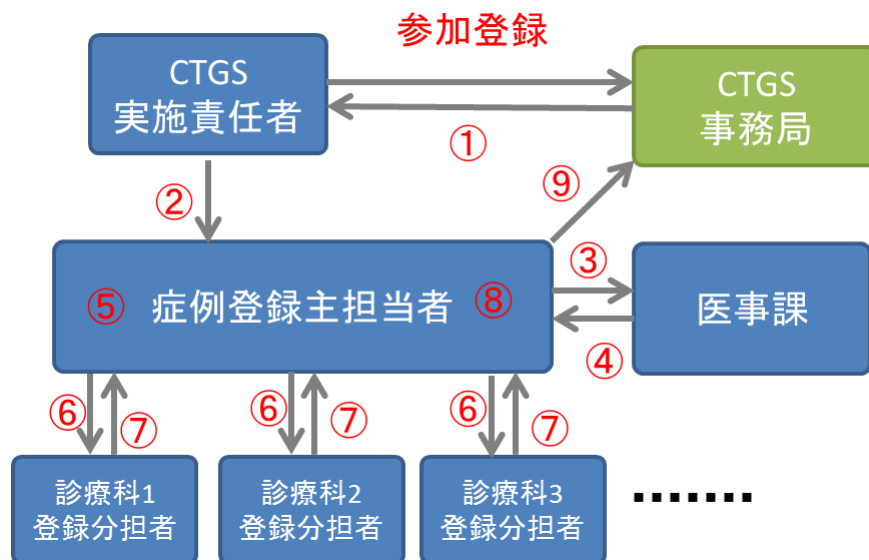 参加登録
CTGS
実施責任者
CTGS
事務局
①
②
⑨
③
⑤ 症例登録主担当者 ⑧
医事課
④
⑥
⑦
⑥
⑦
⑥
⑦
診療科1
登録分担者
診療科2
登録分担者
診療科3
登録分担者
…….